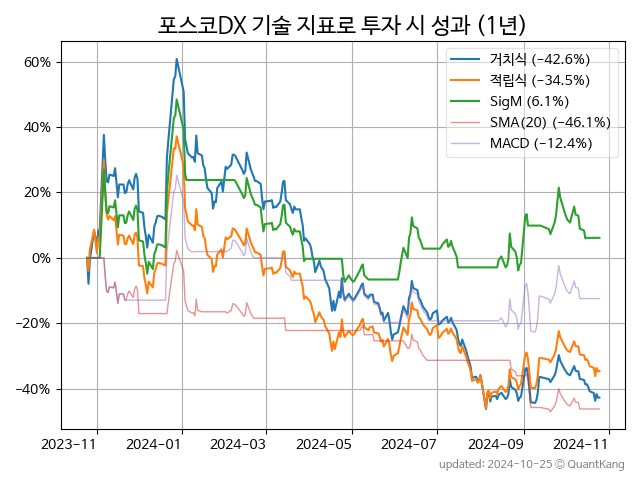 포스코DX 기술 지표로 투자 시 성과 (1년)
거치식 (−42.6%)
적립식 (−34.5%)
SigM (6.1%)
SMA(20) (−46.1%)
MACD (−12.4%)
60%
40%
20%
0%
−20%
−40%
2023-11 2024-01 2024-03 2024-05 2024-07 2024-09 2024-11
updated: 2024-10-25 © QuantKang